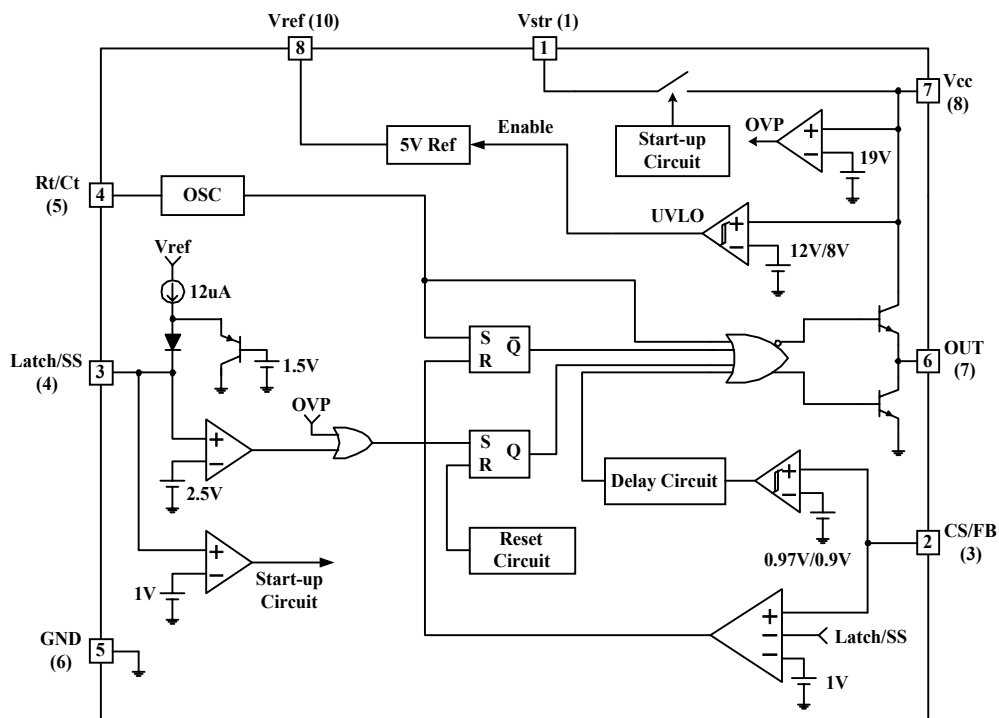 Vref (10)
Vstr (1)
8
1
Vcc
7
(8)
Enable
OVP
+
−
5V Ref
Start-up
Circuit
19V
Rt/Ct
4
(5)
OSC
UVLO
+
−
12V/8V
Vref
12uA
S Q̅
R
Latch/SS
3
(4)
1.5V
OUT
6
(7)
OVP
+
−
2.5V
S Q
R
Delay Circuit
+
−
Reset
Circuit
0.97V/0.9V
CS/FB
2
(3)
+
−
1V
Start-up
Circuit
GND
5
(6)
+
−
−
Latch/SS
1V